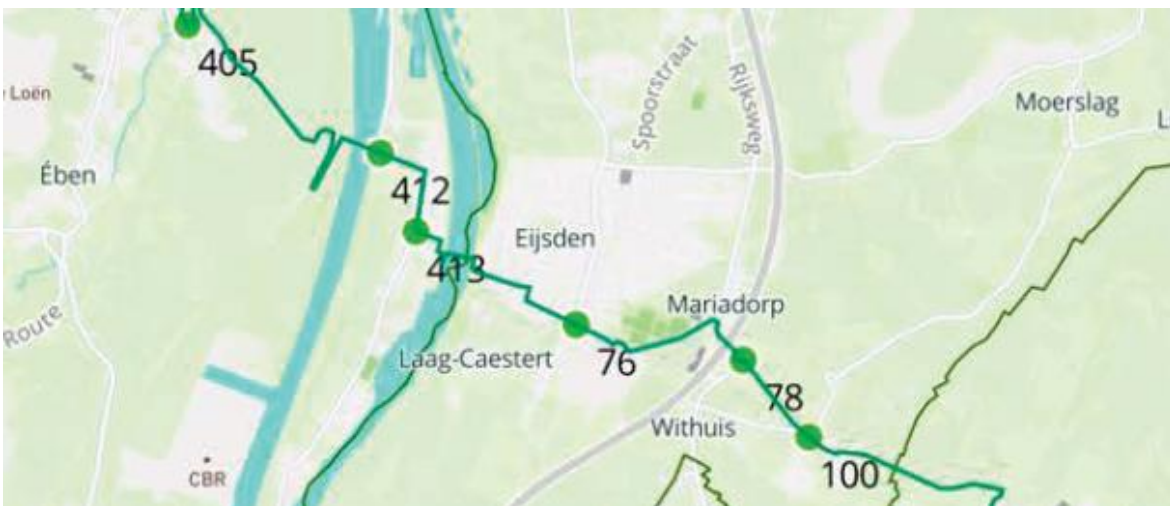 405
Loën
Spoorstraat
Rijksweg
Moerslag
L
Ében
412
Eijsden
413
Mariadorp
Route
Laag-Caestert
76
78
Withuis
CBR
100